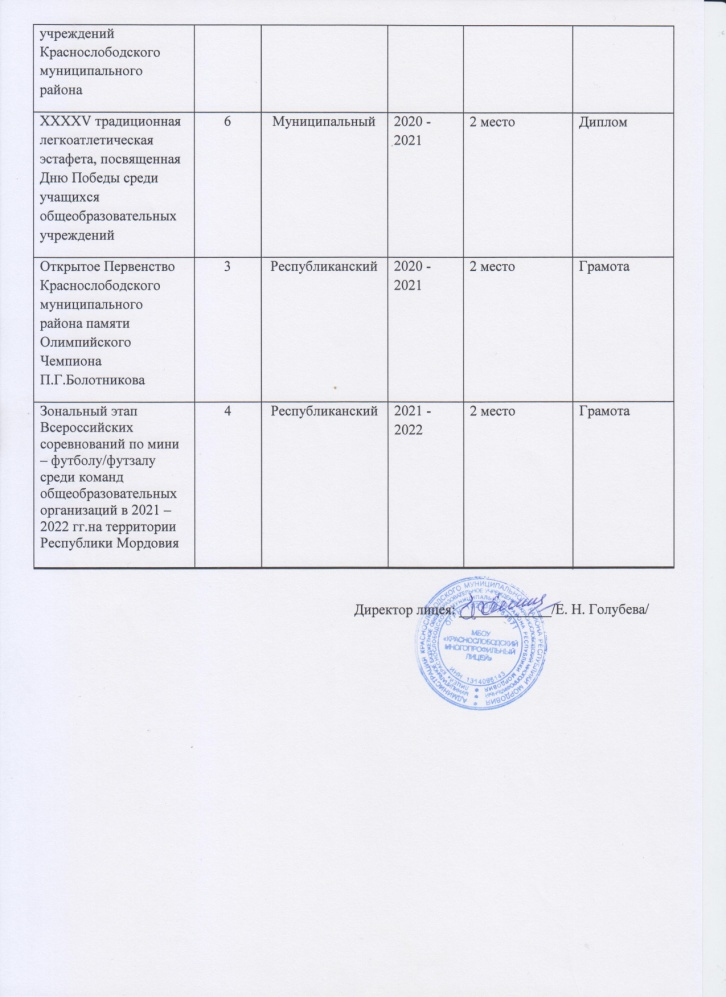 учреждений
Краснослободского
муниципального
района
XXXXV традиционная
легкоатлетическая
эстафета, посвященная
Дню Победы среди
учащихся
общеобразовательных
учреждений
6
Муниципальный
2020 -
2021
2 место
Диплом
Открытое Первенство
Краснослободского
муниципального
района памяти
Олимпийского
Чемпиона
П.Г.Болотникова
3
Республиканский
2020 -
2021
2 место
Грамота
Зональный этап
Всероссийских
соревнований по мини
– футболу/футзалу
среди команд
общеобразовательных
организаций в 2021 –
2022 гг.на территории
Республики Мордовия
4
Республиканский
2021 -
2022
2 место
Грамота
Директор лицея: /Е. Н. Голубева/
МБОУ
«КРАСНОСЛОБОДСКИЙ
МНОГОПРОФИЛЬНЫЙ
ЛИЦЕЙ»